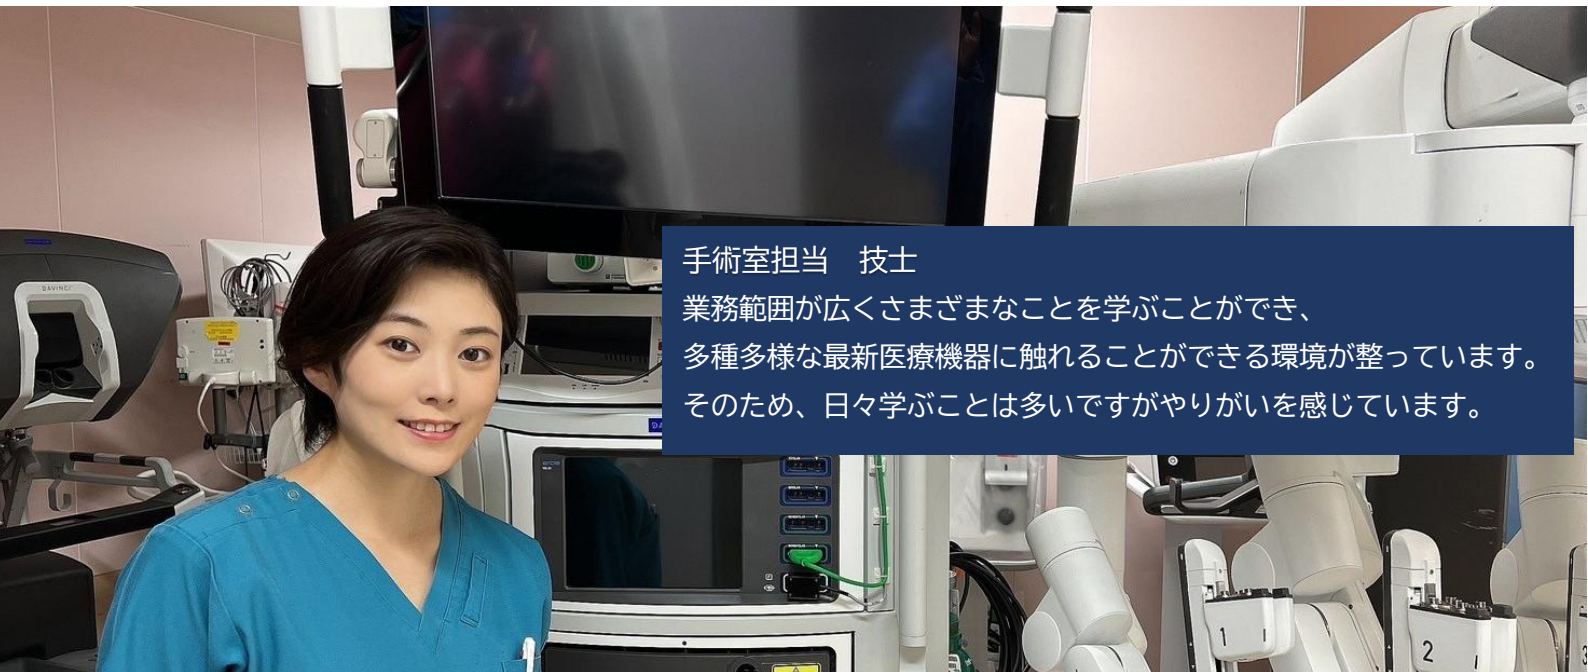 DAVINCI
手術室担当　技士
業務範囲が広くさまざまなことを学ぶことができ、
多種多様な最新医療機器に触れることができる環境が整っています。
そのため、日々学ぶことは多いですがやりがいを感じています。
1
2